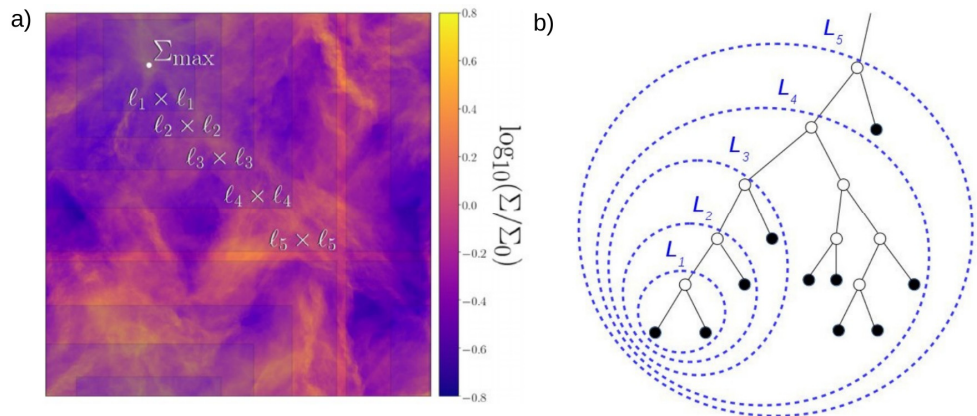 a)
Σmax
ℓ1 × ℓ1
ℓ2 × ℓ2
ℓ3 × ℓ3
ℓ4 × ℓ4
ℓ5 × ℓ5
0.8
0.6
0.4
0.2
0.0
−0.2
−0.4
−0.6
−0.8
log10(Σ/Σ0)
b)
L5
L4
L3
L2
L1